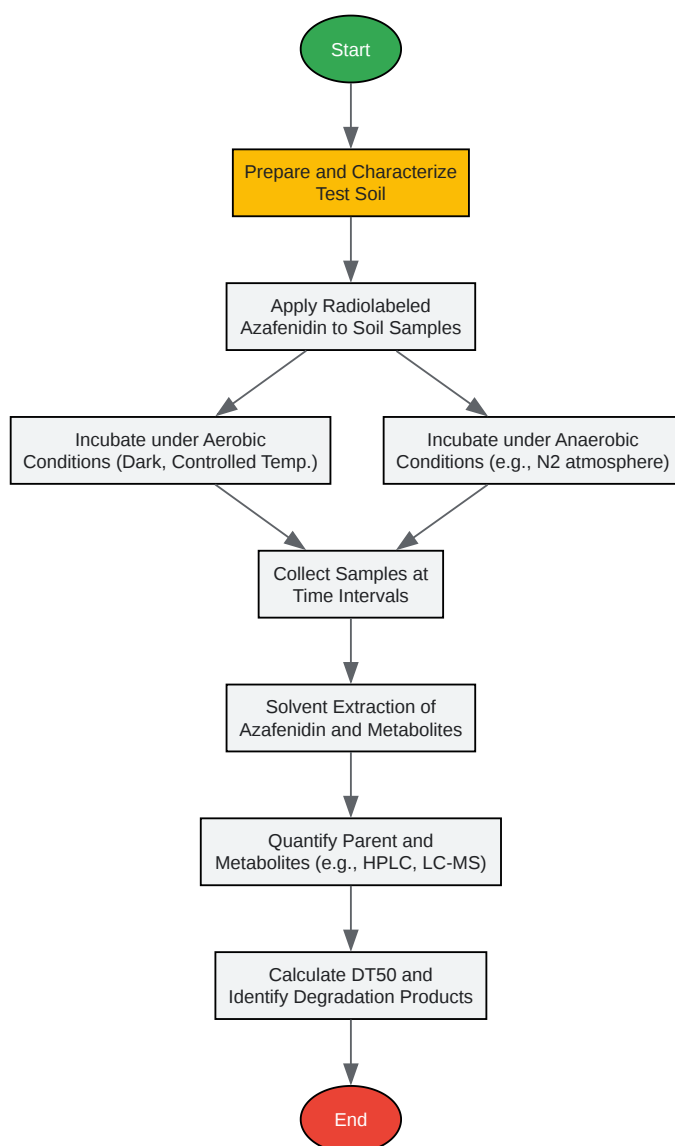 Start
Prepare and Characterize
Test Soil
Apply Radiolabeled
Azafenidin to Soil Samples
Incubate under Aerobic
Conditions (Dark, Controlled Temp.)
Incubate under Anaerobic
Conditions (e.g., N2 atmosphere)
Collect Samples at
Time Intervals
Solvent Extraction of
Azafenidin and Metabolites
Quantify Parent and
Metabolites (e.g., HPLC, LC-MS)
Calculate DT50 and
Identify Degradation Products
End